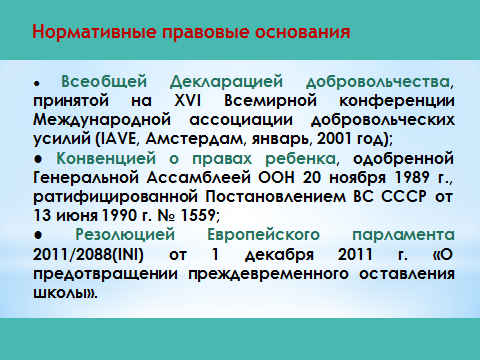 Нормативные правовые основания
● Всеобщей Декларацией добровольчества,
принятой на XVI Всемирной конференции
Международной ассоциации добровольческих
усилий (IAVE, Амстердам, январь, 2001 год);
● Конвенцией о правах ребенка, одобренной
Генеральной Ассамблеей ООН 20 ноября 1989 г.,
ратифицированной Постановлением ВС СССР от
13 июня 1990 г. № 1559;
● Резолюцией Европейского парламента
2011/2088(INI) от 1 декабря 2011 г. «О
предотвращении преждевременного оставления
школы».